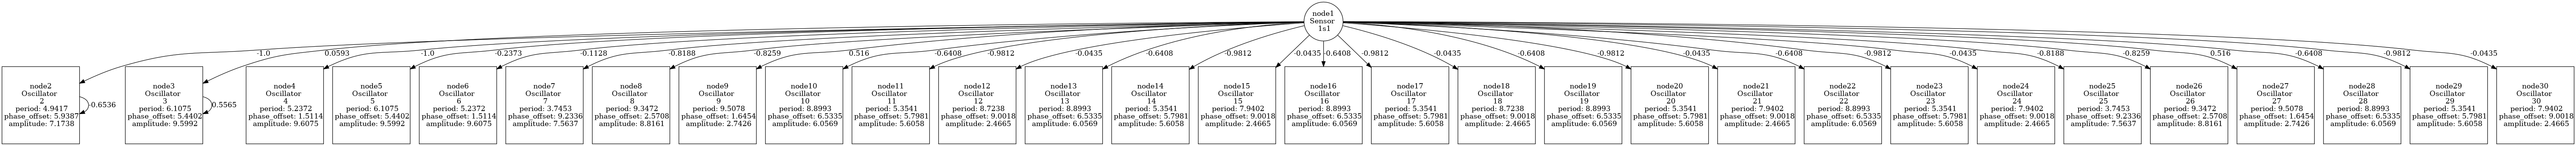 node1
Sensor
1s1
-1.0
0.0593
-1.0
-0.2373
-0.1128
-0.8188
-0.8259
0.516
-0.6408
-0.9812
-0.0435
-0.6408
-0.9812
-0.0435
-0.6408
-0.9812
-0.0435
-0.6408
-0.9812
-0.0435
-0.6408
-0.9812
-0.0435
-0.8188
-0.8259
0.516
-0.6408
-0.9812
-0.0435
node2
Oscillator
2
period: 4.9417
phase_offset: 5.9387
amplitude: 7.1738
-0.6536
node3
Oscillator
3
period: 6.1075
phase_offset: 5.4402
amplitude: 9.5992
0.5565
node4
Oscillator
4
period: 5.2372
phase_offset: 1.5114
amplitude: 9.6075
node5
Oscillator
5
period: 6.1075
phase_offset: 5.4402
amplitude: 9.5992
node6
Oscillator
6
period: 5.2372
phase_offset: 1.5114
amplitude: 9.6075
node7
Oscillator
7
period: 3.7453
phase_offset: 9.2336
amplitude: 7.5637
node8
Oscillator
8
period: 9.3472
phase_offset: 2.5708
amplitude: 8.8161
node9
Oscillator
9
period: 9.5078
phase_offset: 1.6454
amplitude: 2.7426
node10
Oscillator
10
period: 8.8993
phase_offset: 6.5335
amplitude: 6.0569
node11
Oscillator
11
period: 5.3541
phase_offset: 5.7981
amplitude: 5.6058
node12
Oscillator
12
period: 8.7238
phase_offset: 9.0018
amplitude: 2.4665
node13
Oscillator
13
period: 8.8993
phase_offset: 6.5335
amplitude: 6.0569
node14
Oscillator
14
period: 5.3541
phase_offset: 5.7981
amplitude: 5.6058
node15
Oscillator
15
period: 7.9402
phase_offset: 9.0018
amplitude: 2.4665
node16
Oscillator
16
period: 8.8993
phase_offset: 6.5335
amplitude: 6.0569
node17
Oscillator
17
period: 5.3541
phase_offset: 5.7981
amplitude: 5.6058
node18
Oscillator
18
period: 8.7238
phase_offset: 9.0018
amplitude: 2.4665
node19
Oscillator
19
period: 8.8993
phase_offset: 6.5335
amplitude: 6.0569
node20
Oscillator
20
period: 5.3541
phase_offset: 5.7981
amplitude: 5.6058
node21
Oscillator
21
period: 7.9402
phase_offset: 9.0018
amplitude: 2.4665
node22
Oscillator
22
period: 8.8993
phase_offset: 6.5335
amplitude: 6.0569
node23
Oscillator
23
period: 5.3541
phase_offset: 5.7981
amplitude: 5.6058
node24
Oscillator
24
period: 7.9402
phase_offset: 9.0018
amplitude: 2.4665
node25
Oscillator
25
period: 3.7453
phase_offset: 9.2336
amplitude: 7.5637
node26
Oscillator
26
period: 9.3472
phase_offset: 2.5708
amplitude: 8.8161
node27
Oscillator
27
period: 9.5078
phase_offset: 1.6454
amplitude: 2.7426
node28
Oscillator
28
period: 8.8993
phase_offset: 6.5335
amplitude: 6.0569
node29
Oscillator
29
period: 5.3541
phase_offset: 5.7981
amplitude: 5.6058
node30
Oscillator
30
period: 7.9402
phase_offset: 9.0018
amplitude: 2.4665